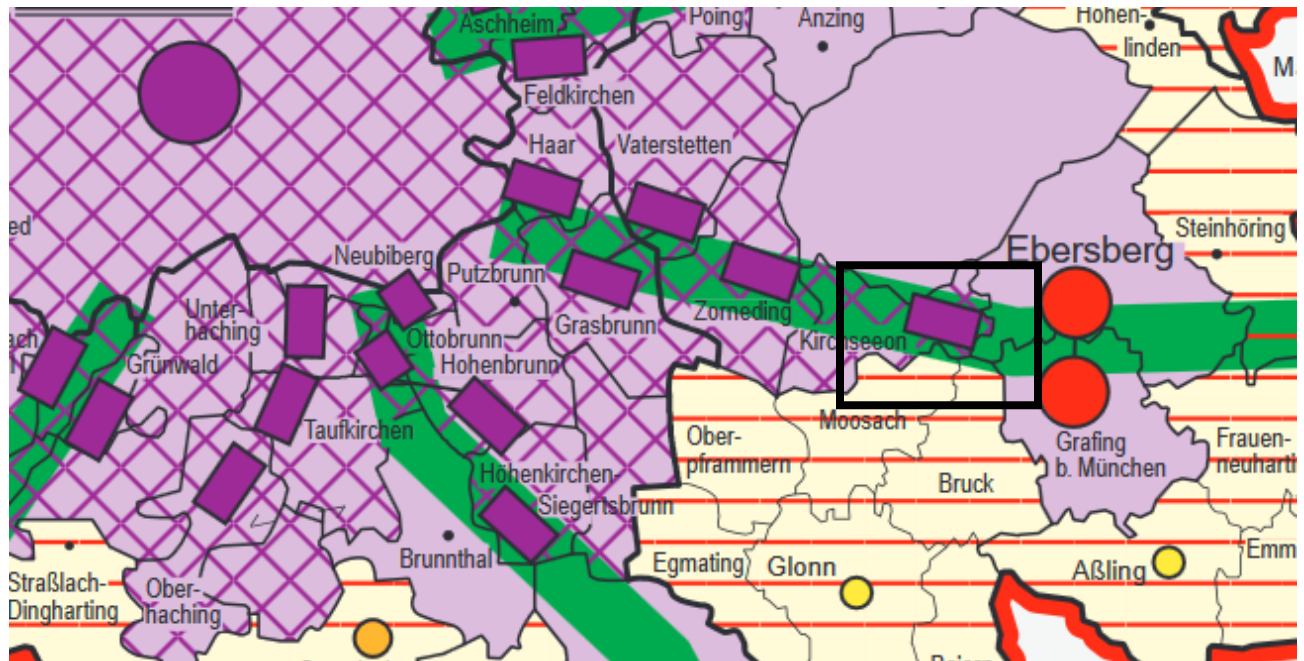 Aschheim
Poing
Anzing
Hohen-
linden
Feldkirchen
Haar
Vaterstetten
Steinhöring
Ebersberg
Neubiberg
Putzbrunn
Unter-
haching
Ottobrunn
Grasbrunn
Zorneding
Kirchseeon
Grünwald
Hohenbrunn
Taufkirchen
Moosach
Ober-
pframmern
Grafing
b. München
Frauen-
neuharti
Höhenkirchen-
Siegertsbrunn
Bruck
Brunnthal
Egmating
Glonn
Aßling
Emm
Straßlach-
Dingharting
Ober-
haching